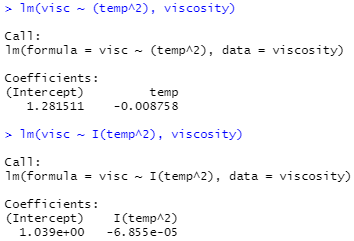 > lm(visc ~ (temp^2), viscosity)
Call:
lm(formula = visc ~ (temp^2), data = viscosity)
Coefficients:
(Intercept)         temp
   1.281511    -0.008758
> lm(visc ~ I(temp^2), viscosity)
Call:
lm(formula = visc ~ I(temp^2), data = viscosity)
Coefficients:
(Intercept)    I(temp^2)
  1.039e+00   -6.855e-05